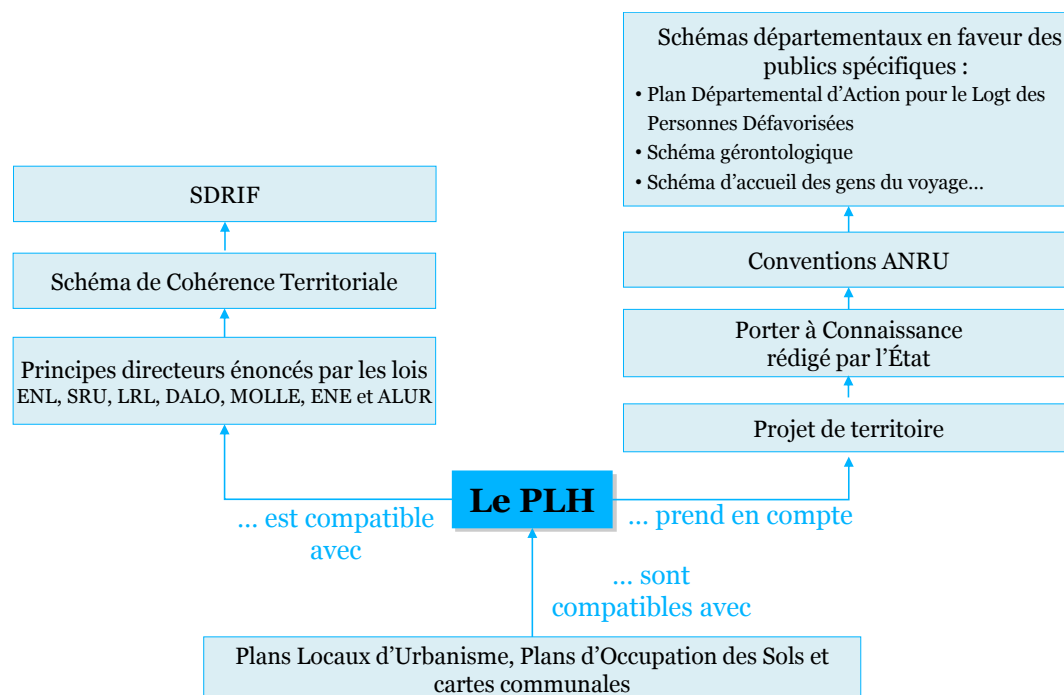 Schémas départementaux en faveur des
publics spécifiques :
• Plan Départemental d’Action pour le Logt des
Personnes Défavorisées
• Schéma gérontologique
• Schéma d’accueil des gens du voyage…
SDRIF
Schéma de Cohérence Territoriale
Conventions ANRU
Principes directeurs énoncés par les lois
ENL, SRU, LRL, DALO, MOLLE, ENE et ALUR
Porter à Connaissance
rédigé par l’État
Projet de territoire
Le PLH
… est compatible
avec
… prend en compte
… sont
compatibles avec
Plans Locaux d’Urbanisme, Plans d’Occupation des Sols et
cartes communales